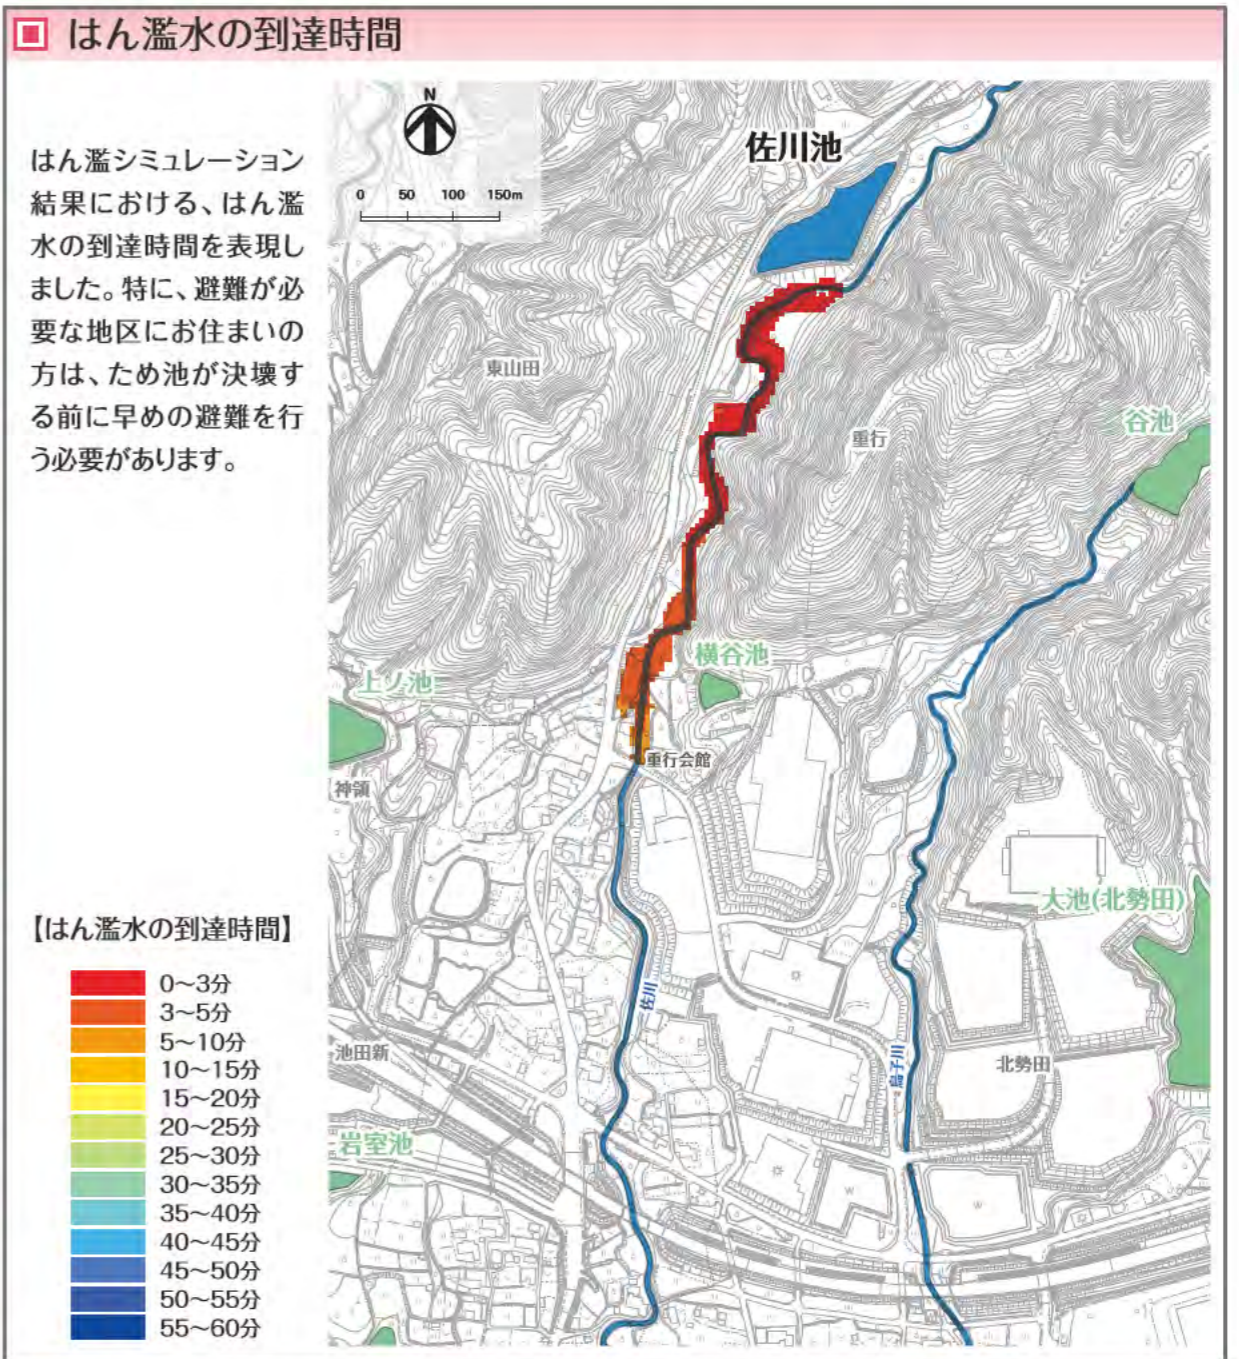 はん濫水の到達時間
はん濫シミュレーション
結果における、はん濫
水の到達時間を表現し
ました。特に、避難が必
要な地区にお住まいの
方は、ため池が決壊す
る前に早めの避難を行
う必要があります。
N
0 50 100 150m
佐川池
東山田
重行
谷池
横谷池
上ノ池
重行会館
神領
大池(北勢田)
佐川
池田新
鳥子川
北勢田
岩室池
【はん濫水の到達時間】
0～3分
3～5分
5～10分
10～15分
15～20分
20～25分
25～30分
30～35分
35～40分
40～45分
45～50分
50～55分
55～60分